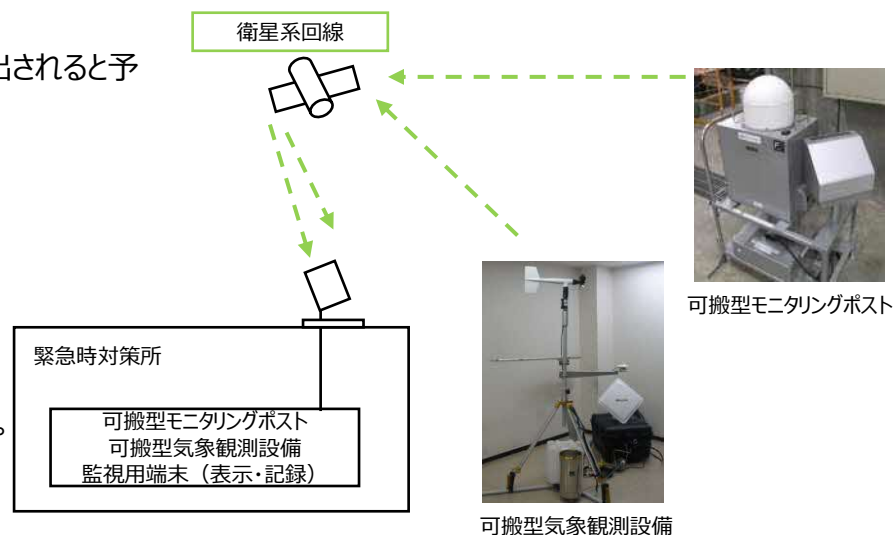 衛星系回線
出されると予
可搬型モニタリングポスト
緊急時対策所
可搬型モニタリングポスト
可搬型気象観測設備
監視用端末（表示・記録）
。
可搬型気象観測設備